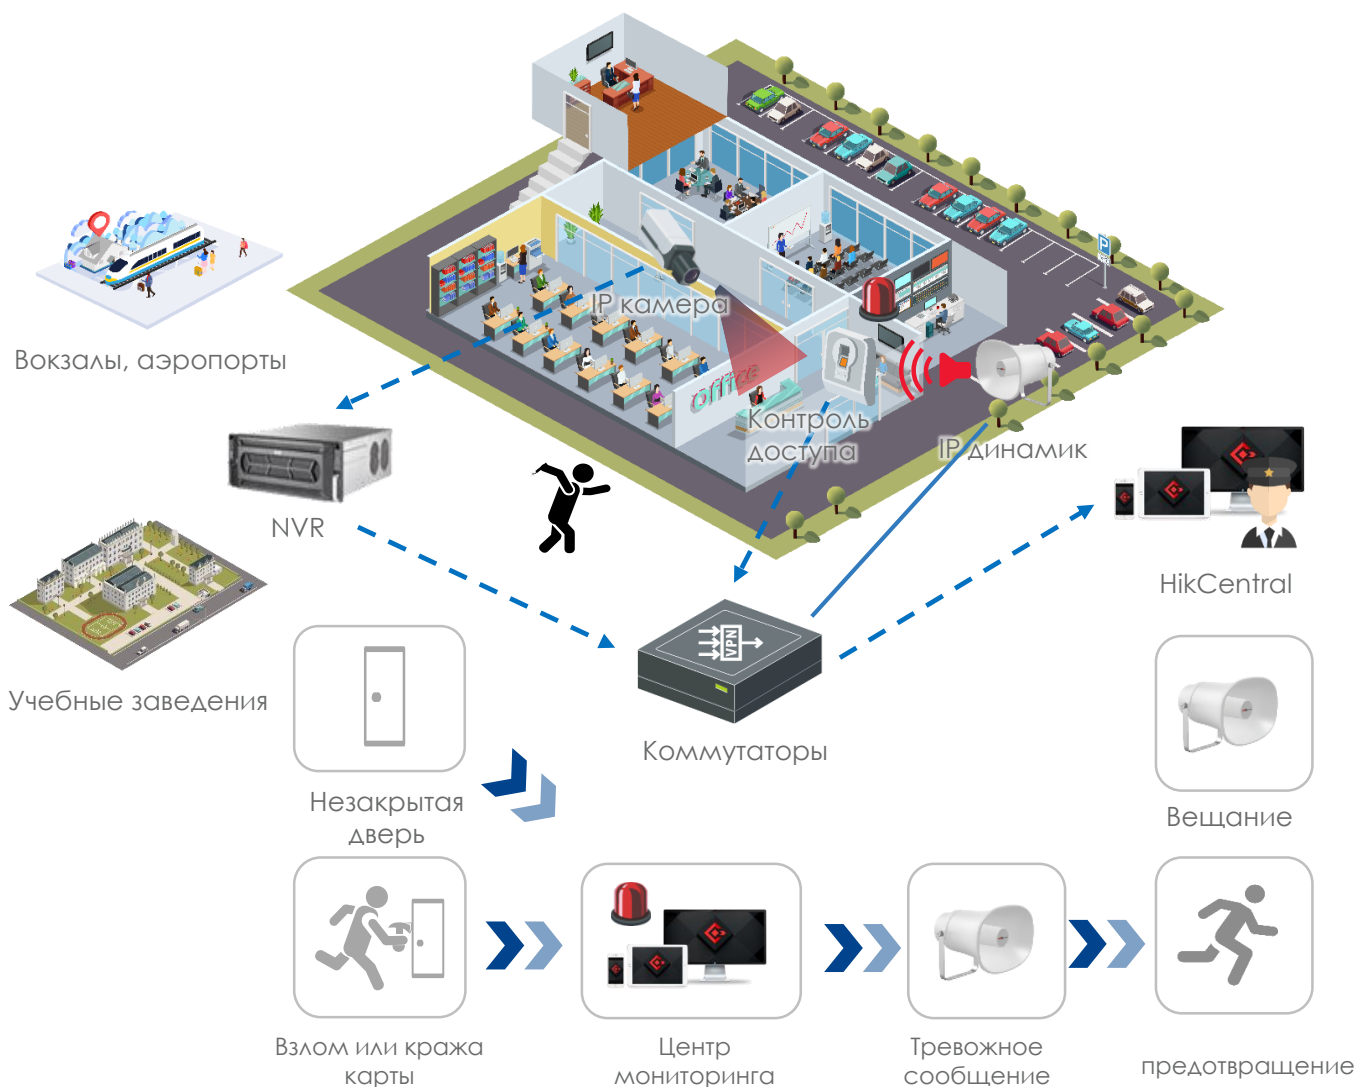 IP камера
Вокзалы, аэропорты
office
Контроль
доступа
IP динамик
P
NVR
HikCentral
VPN
Учебные заведения
Коммутаторы
Незакрытая
дверь
Вещание
Взлом или кража
карты
Центр
мониторинга
Тревожное
сообщение
предотвращение